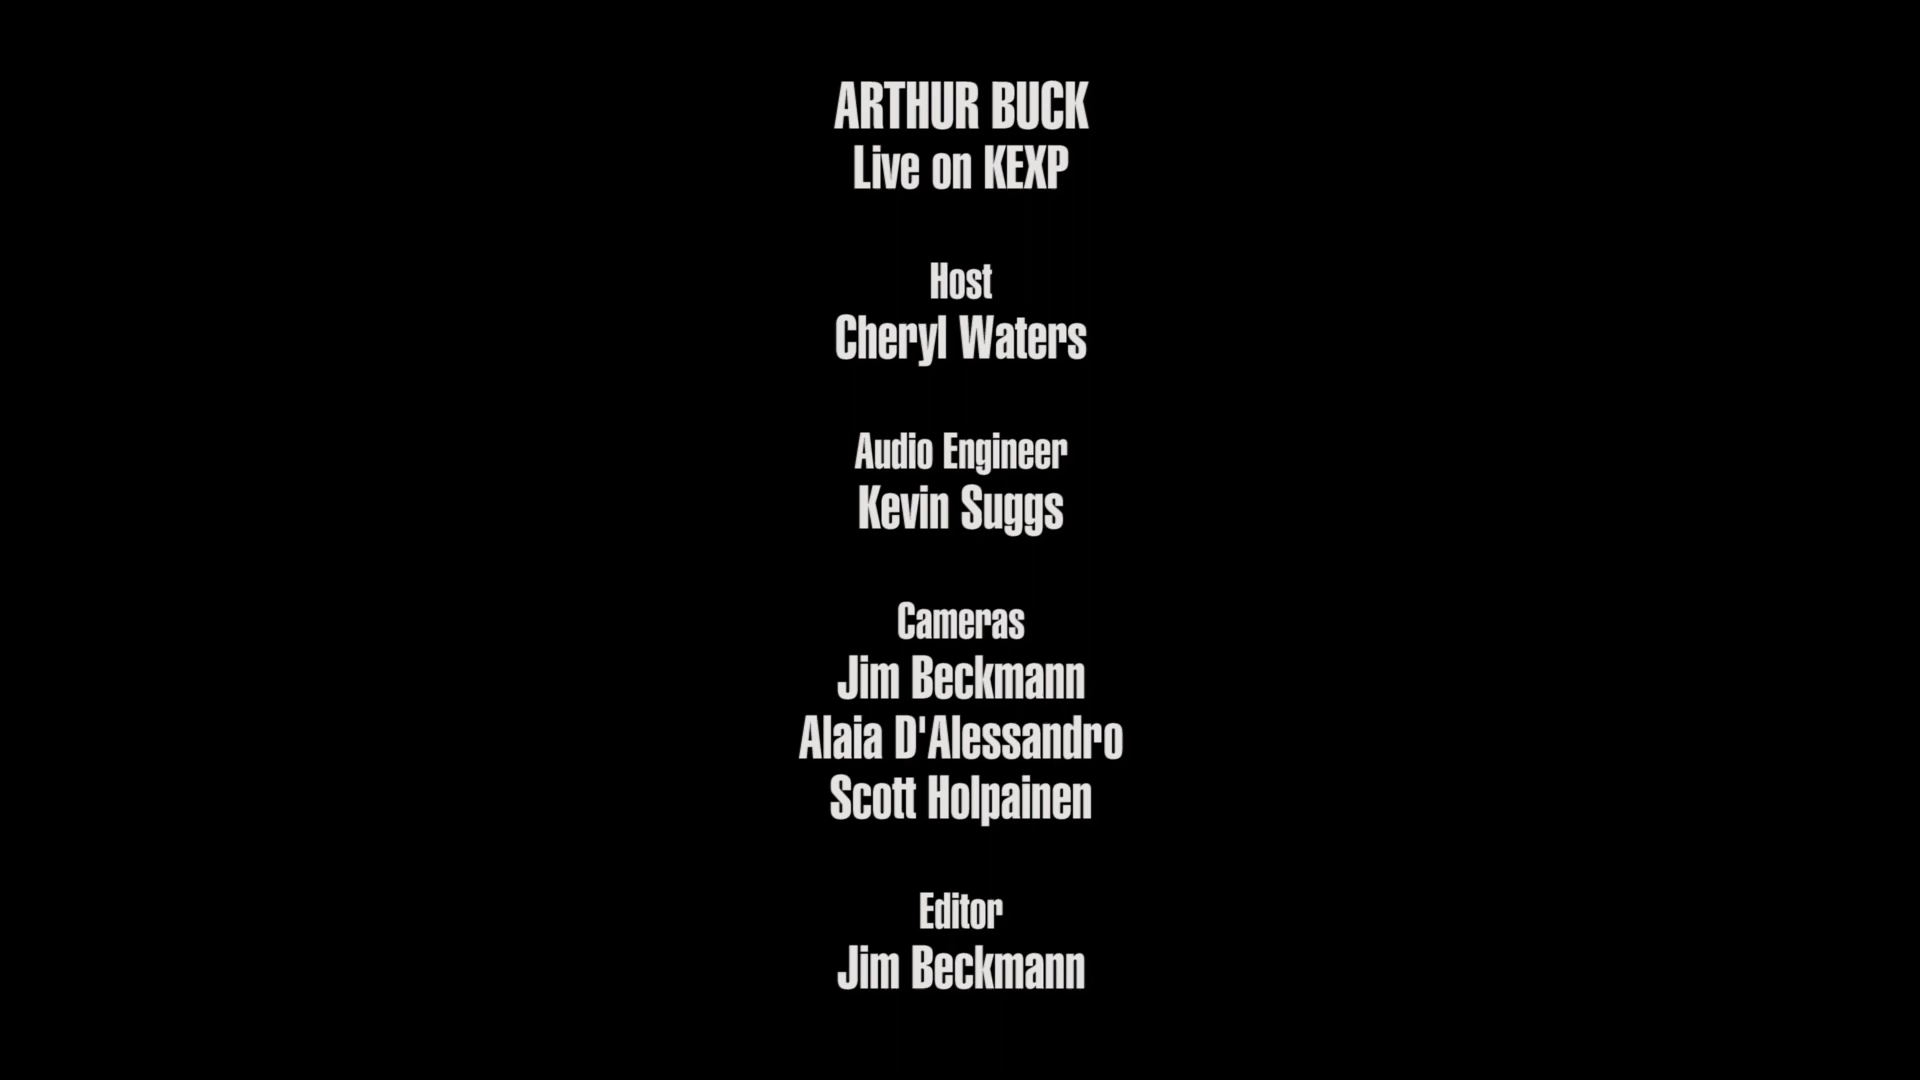 ARTHUR BUCK
Live on KEXP
Host
Cheryl Waters
Audio Engineer
Kevin Suggs
Cameras
Jim Beckmann
Alaia D'Alessandro
Scott Holpainen
Editor
Jim Beckmann